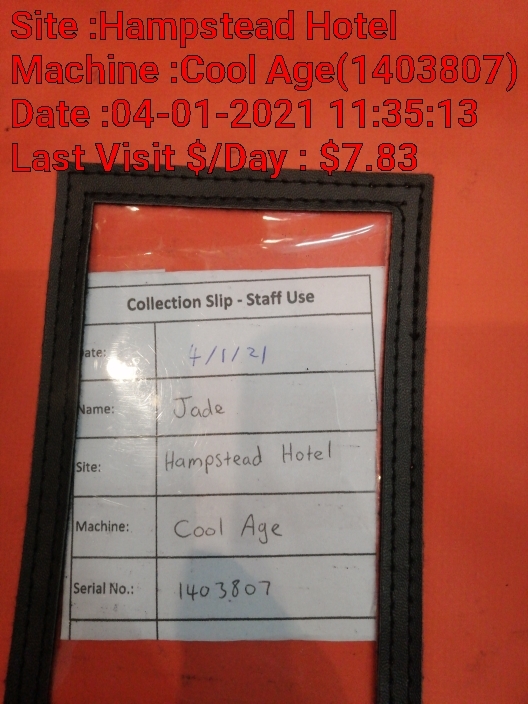 Site :Hampstead Hotel
Machine :Cool Age(1403807)
Date :04-01-2021 11:35:13
Last Visit $/Day : $7.83
Collection Slip - Staff Use
ate: 4/1/21
Name: Jade
Site: Hampstead Hotel
Machine: Cool Age
Serial No.: 1403807